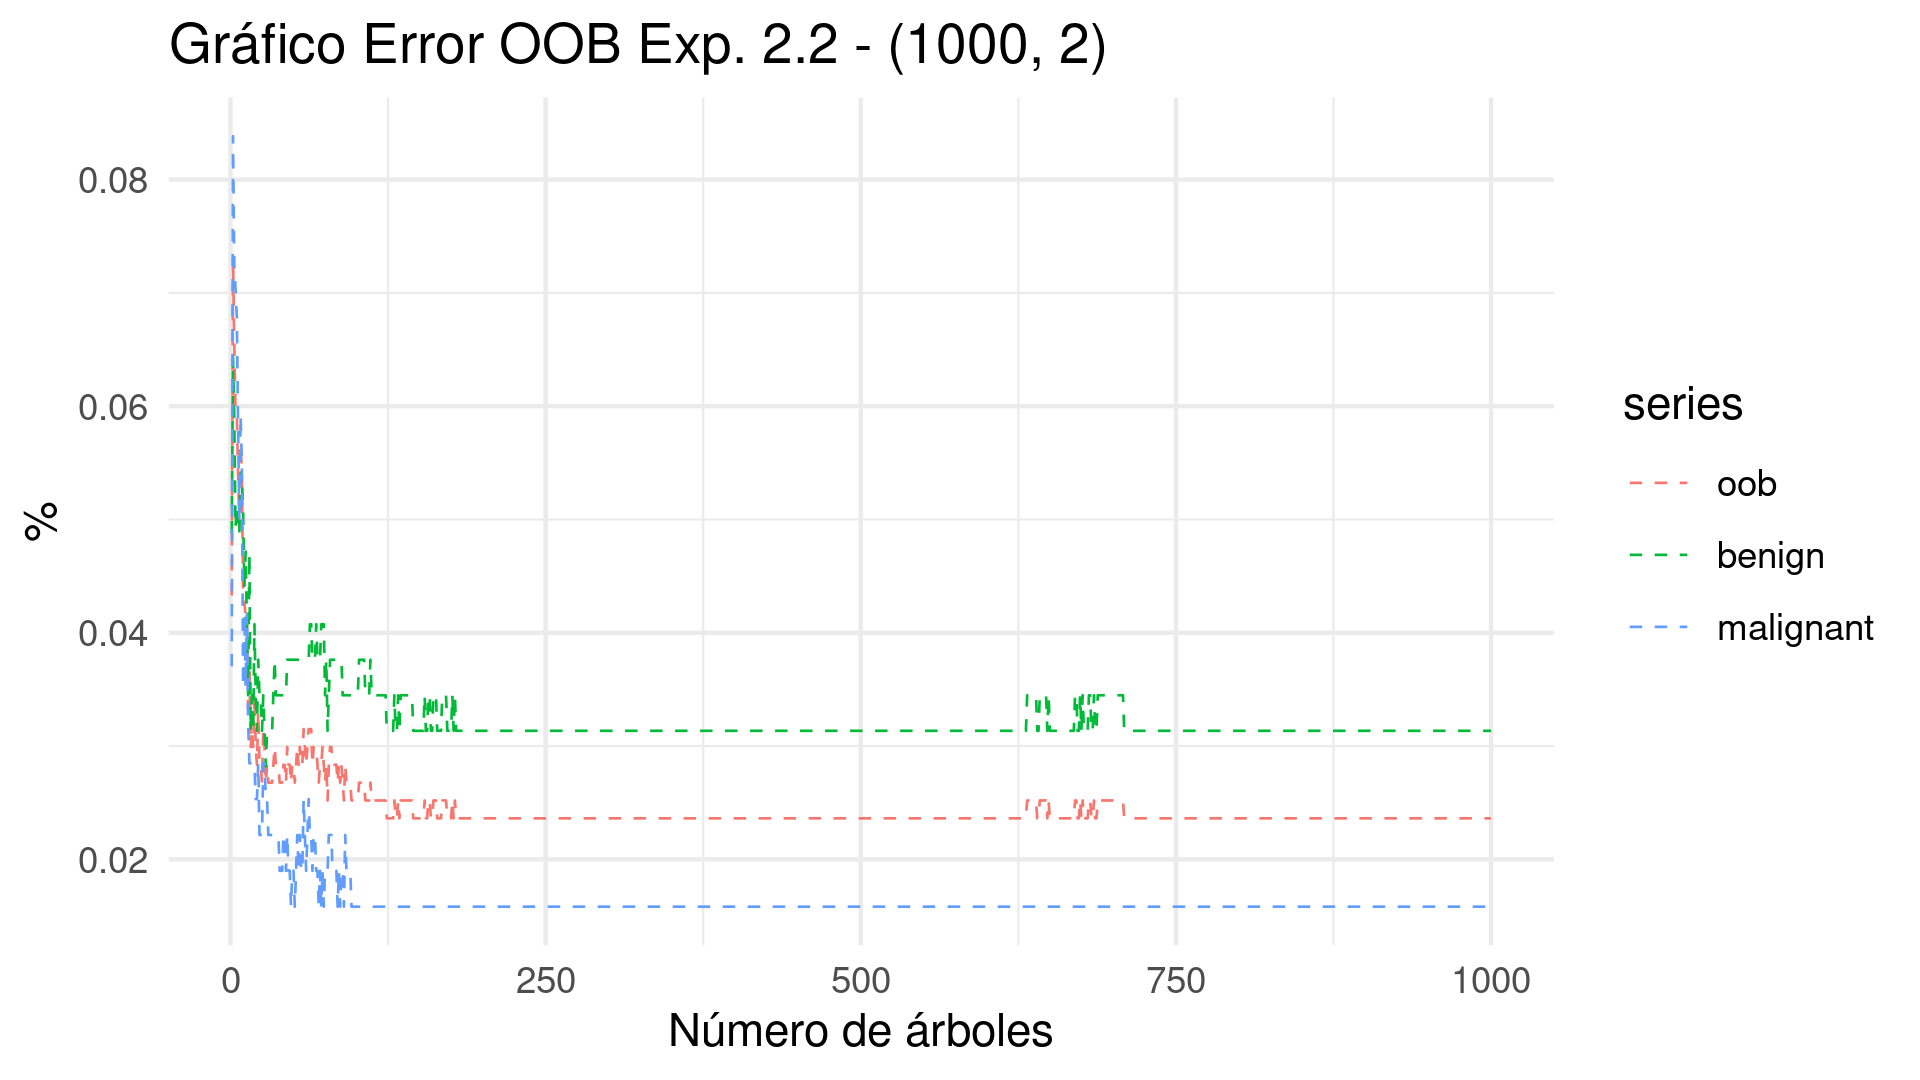 Gráfico Error OOB Exp. 2.2 - (1000, 2)
%
0.08
0.06
0.04
0.02
0
250
500
750
1000
Número de árboles
series
oob
benign
malignant